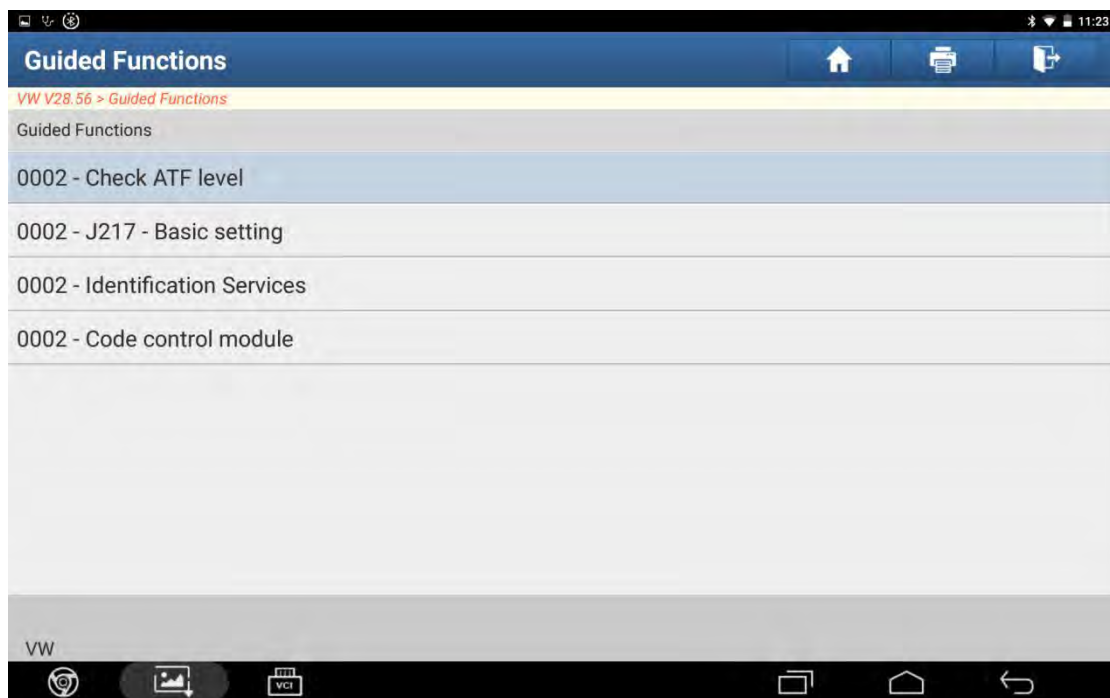 11:23
Guided Functions
VW V28.56 > Guided Functions
Guided Functions
0002 - Check ATF level
0002 - J217 - Basic setting
0002 - Identification Services
0002 - Code control module
VW
VCI